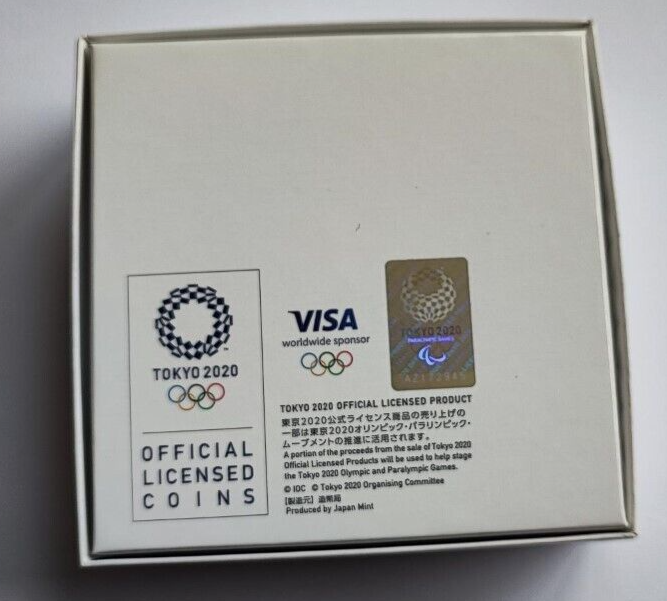 TOKYO 2020
OFFICIAL
LICENSED
COINS
VISA
worldwide sponsor
TOKYO 2020
PARALYMPIC GAMES
TOKYO 2020 OFFICIAL LICENSED PRODUCT
東京2020公式ライセンス商品の売り上げの
一部は東京2020オリンピック・パラリンピック・
ムーブメントの推進に活用されます。
A portion of the proceeds from the sale of Tokyo 2020
Official Licensed Products will be used to help stage
the Tokyo 2020 Olympic and Paralympic Games.
© IOC © Tokyo 2020 Organising Committee
【製造元】造幣局
Produced by Japan Mint